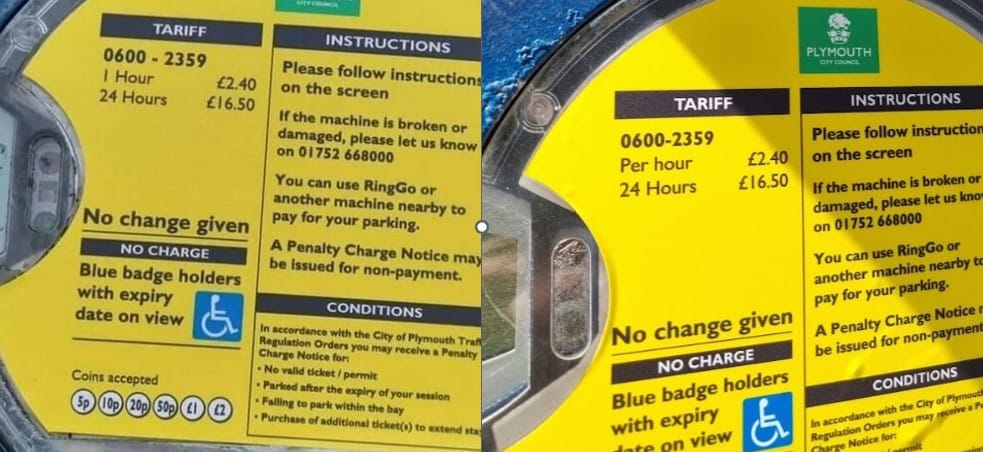 CITY COUNCIL
TARIFF
0600 - 2359
1 Hour £2.40
24 Hours £16.50
No change given
NO CHARGE
Blue badge holders
with expiry
date on view
Coins accepted
5p 10p 20p 50p £1 £2
INSTRUCTIONS
Please follow instructions
on the screen
If the machine is broken or
damaged, please let us know
on 01752 668000
You can use RingGo or
another machine nearby to
pay for your parking.
A Penalty Charge Notice may
be issued for non-payment.
CONDITIONS
In accordance with the City of Plymouth Traf
Regulation Orders you may receive a Penalty
Charge Notice for:
• No valid ticket / permit
• Parked after the expiry of your session
• Failing to park within the bay
• Purchase of additional ticket(s) to extend sta
PLYMOUTH
CITY COUNCIL
TARIFF
0600-2359
Per hour £2.40
24 Hours £16.50
No change given
NO CHARGE
Blue badge holders
with expiry
date on view
INSTRUCTIONS
Please follow instruction
on the screen
If the machine is broken or
damaged, please let us kno
on 01752 668000
You can use RingGo or
another machine nearby to
pay for your parking.
A Penalty Charge Notice
be issued for non-payment
CONDITIONS
In accordance with the City of Plymouth
Regulation Orders you may receive a Pe
Charge Notice for:
permit